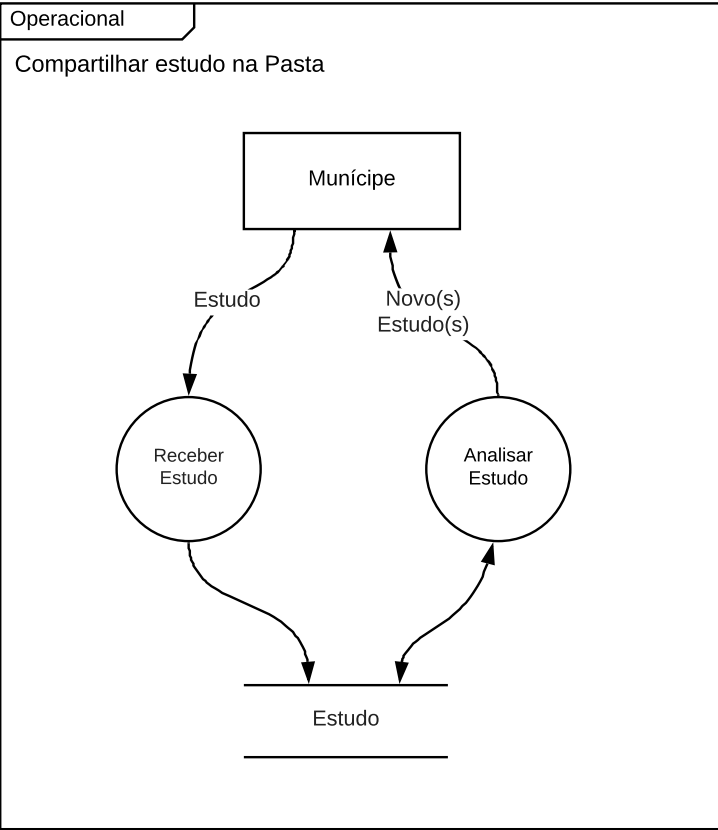 Operacional
Compartilhar estudo na Pasta
Munícipe
Estudo
Novo(s)
Estudo(s)
Receber
Estudo
Analisar
Estudo
Estudo